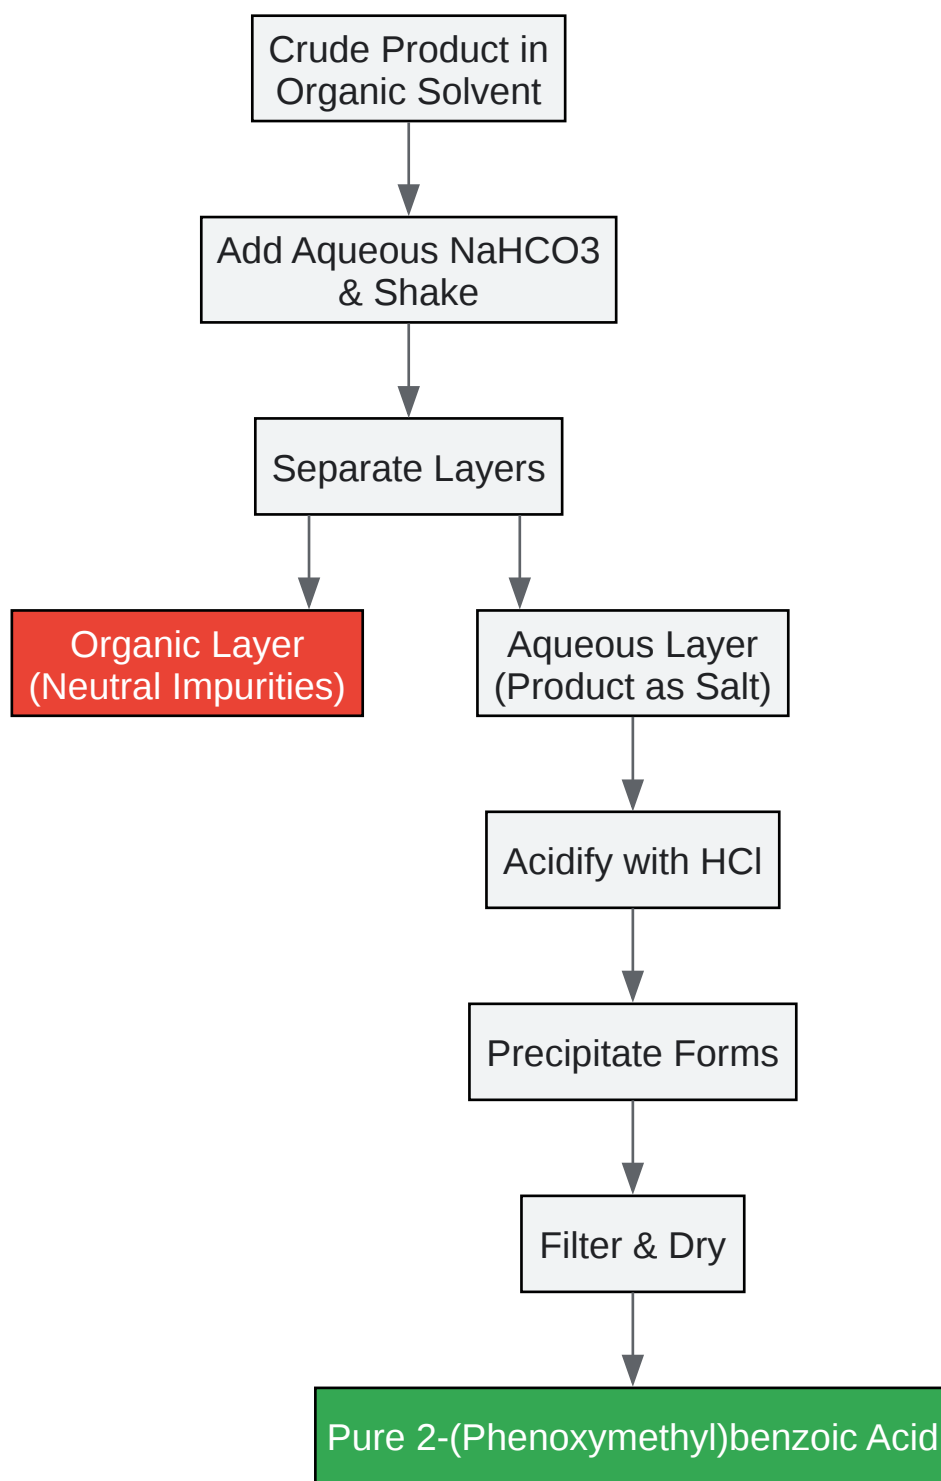 Crude Product in
Organic Solvent
Add Aqueous NaHCO3
& Shake
Separate Layers
Organic Layer
(Neutral Impurities)
Aqueous Layer
(Product as Salt)
Acidify with HCl
Precipitate Forms
Filter & Dry
Pure 2-(Phenoxymethyl)benzoic Acid